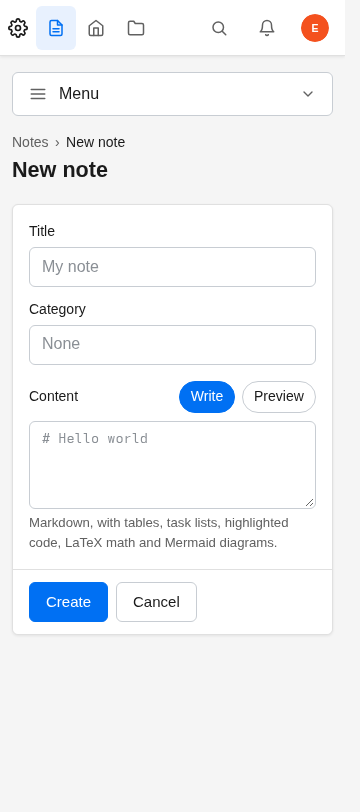 E
Menu
Notes › New note
New note
Title
My note
Category
None
Content
Write
Preview
# Hello world
Markdown, with tables, task lists, highlighted
code, LaTeX math and Mermaid diagrams.
Create
Cancel